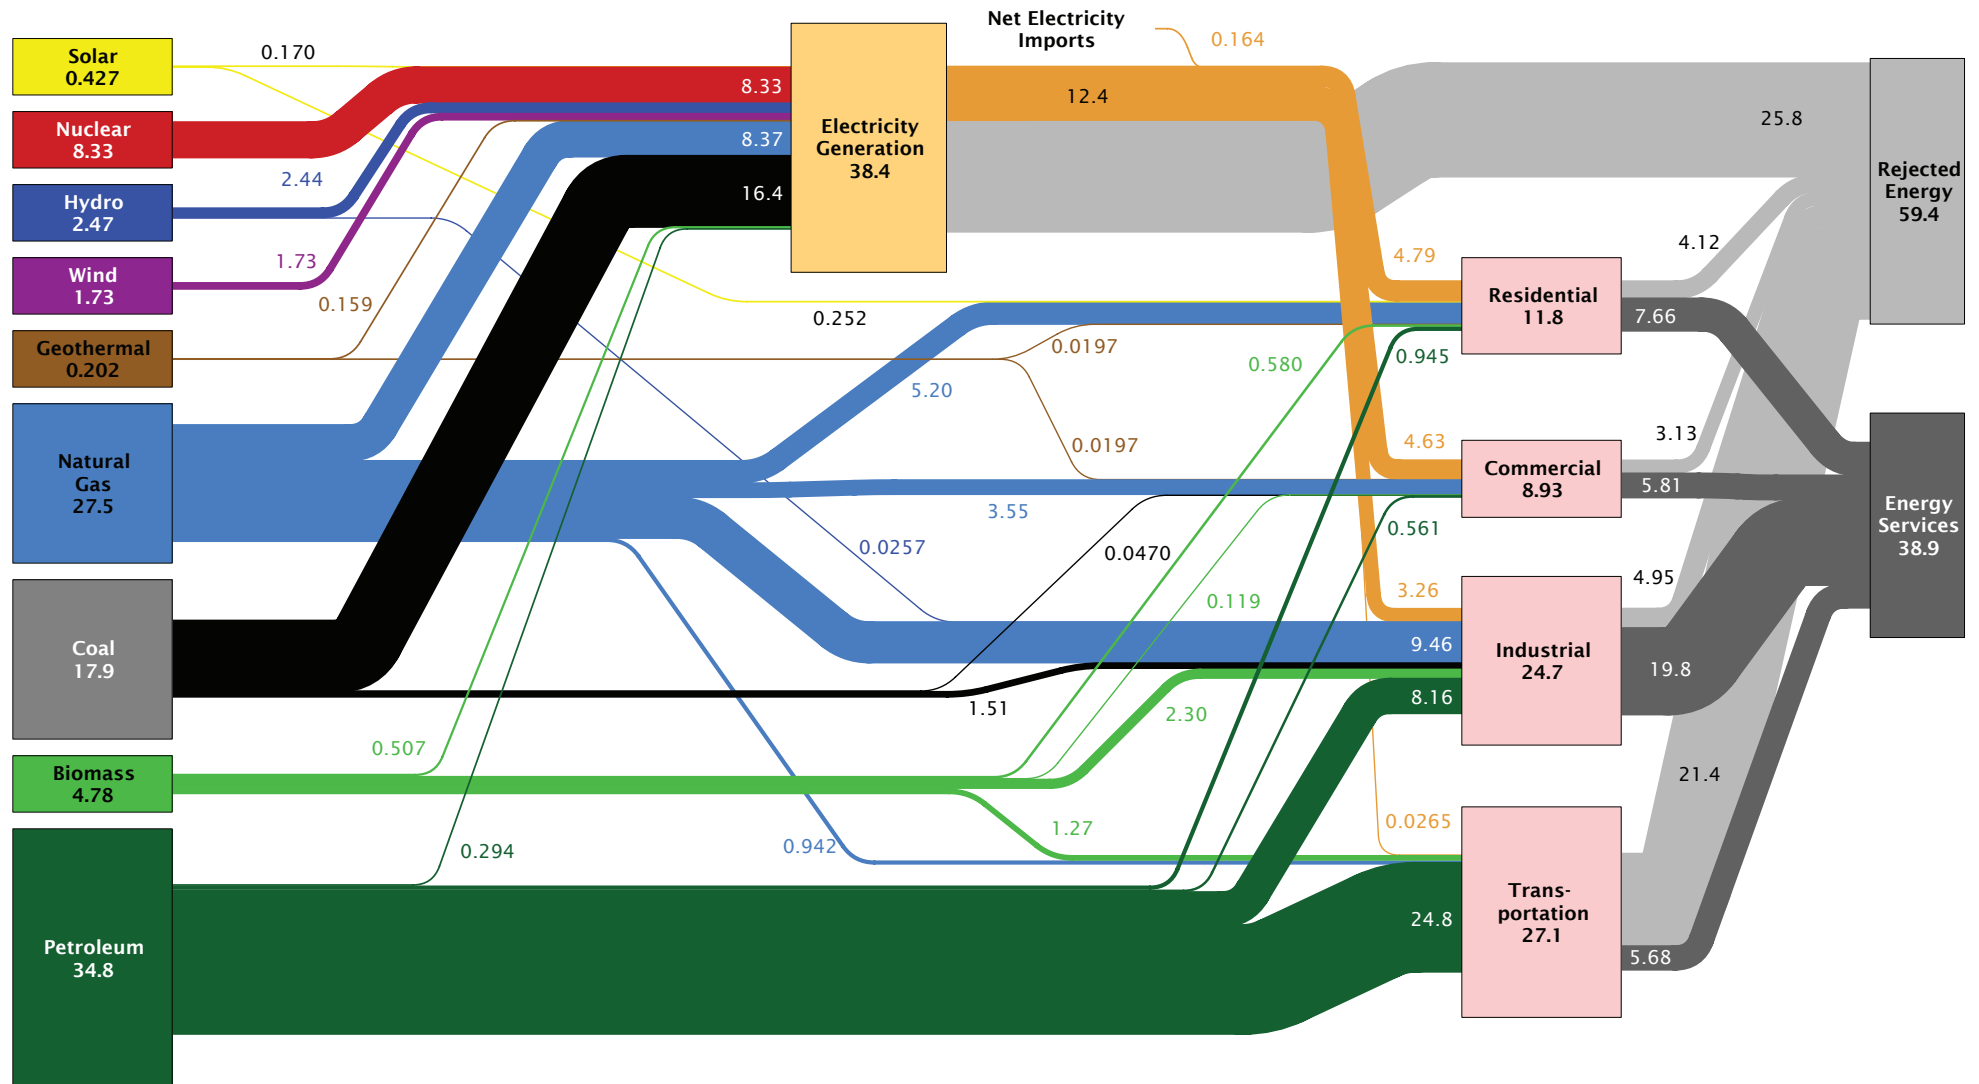 Net Electricity
Imports
0.164
Solar
0.427
0.170
Nuclear
8.33
8.33
12.4
25.8
Hydro
2.47
2.44
8.37
Electricity
Generation
38.4
16.4
Rejected
Energy
59.4
Wind
1.73
1.73
4.79
4.12
Geothermal
0.202
0.159
0.252
0.0197
5.20
0.580
0.945
Residential
11.8
7.66
Natural
Gas
27.5
0.0197
3.55
4.63
0.561
Commercial
8.93
3.13
5.81
Energy
Services
38.9
0.0257
0.0470
0.119
Coal
17.9
1.51
3.26
9.46
8.16
Industrial
24.7
4.95
19.8
2.30
Biomass
4.78
0.507
0.294
0.942
1.27
0.0265
21.4
Petroleum
34.8
24.8
Trans-
portation
27.1
5.68